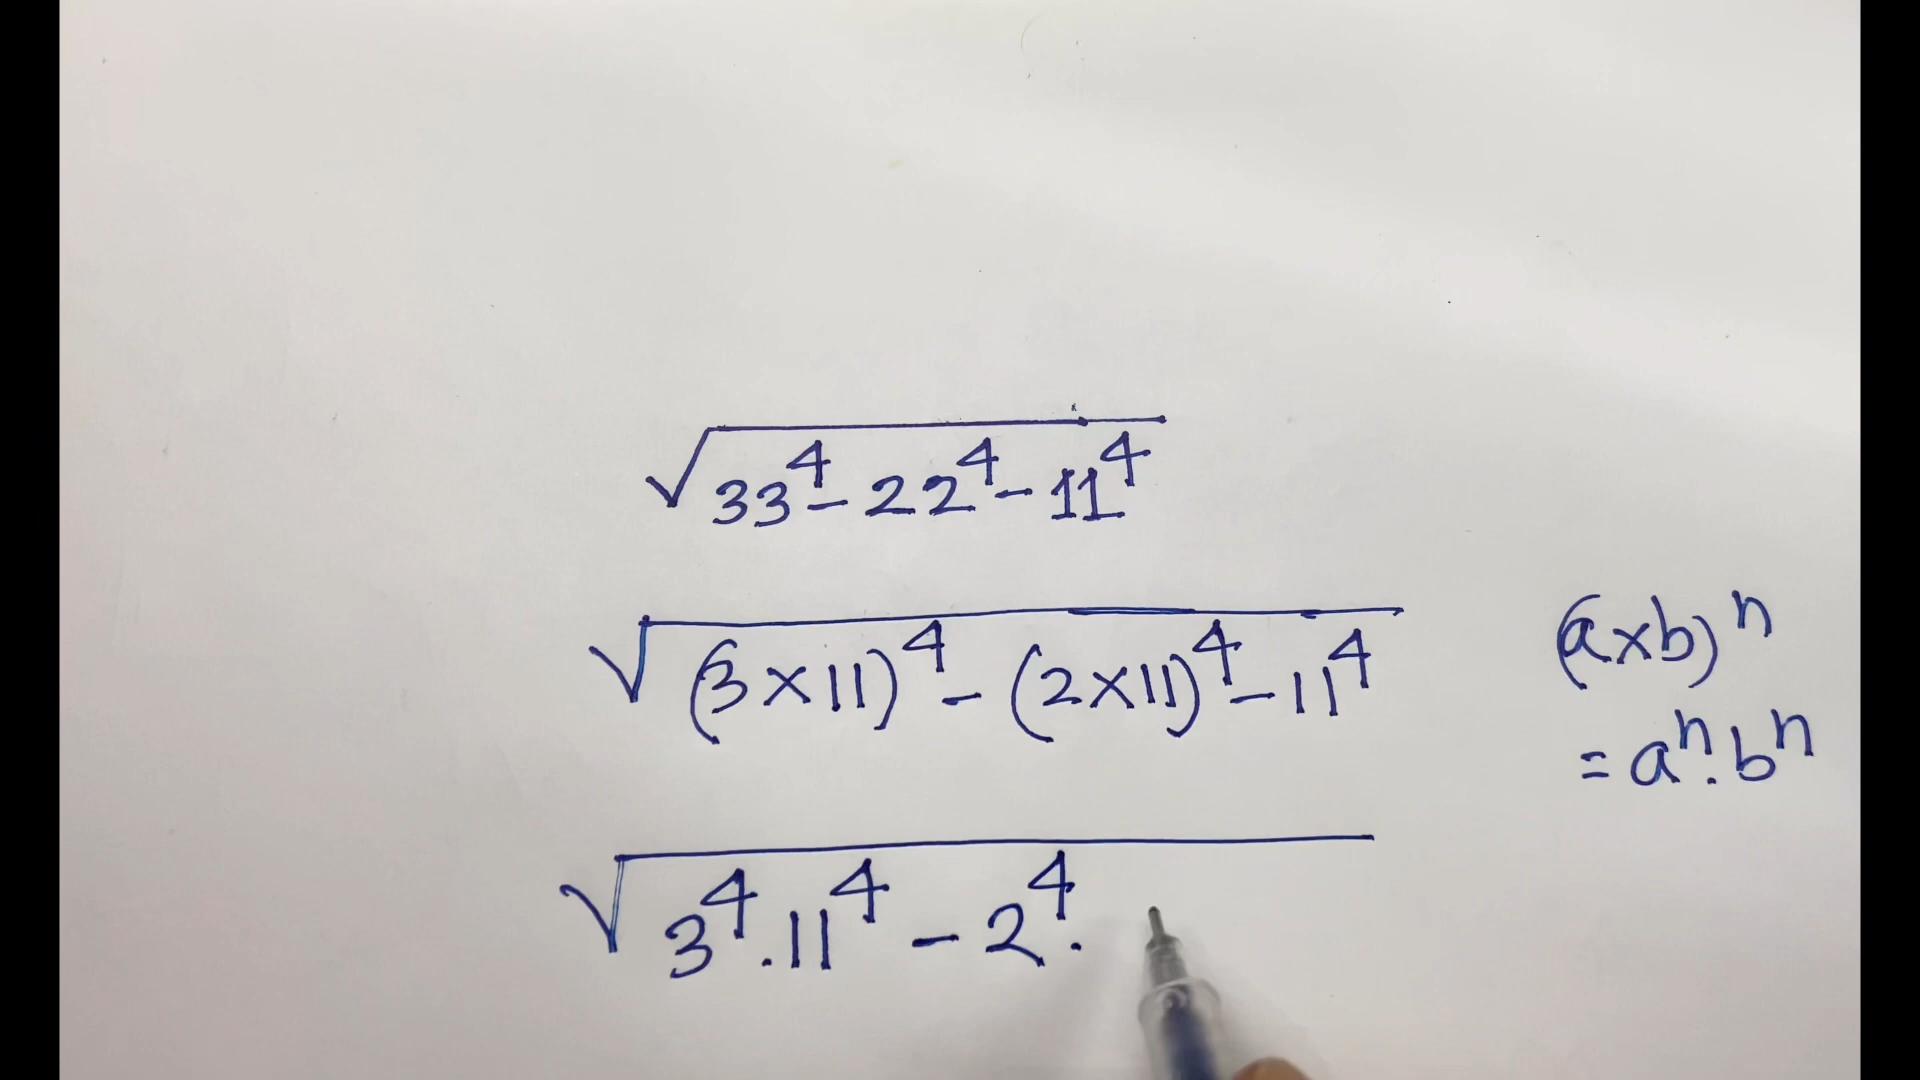 √33⁴-22⁴-11⁴
√(3×11)⁴-(2×11)⁴-11⁴
(a×b)ⁿ
=aⁿ.bⁿ
√3⁴.11⁴-2⁴.